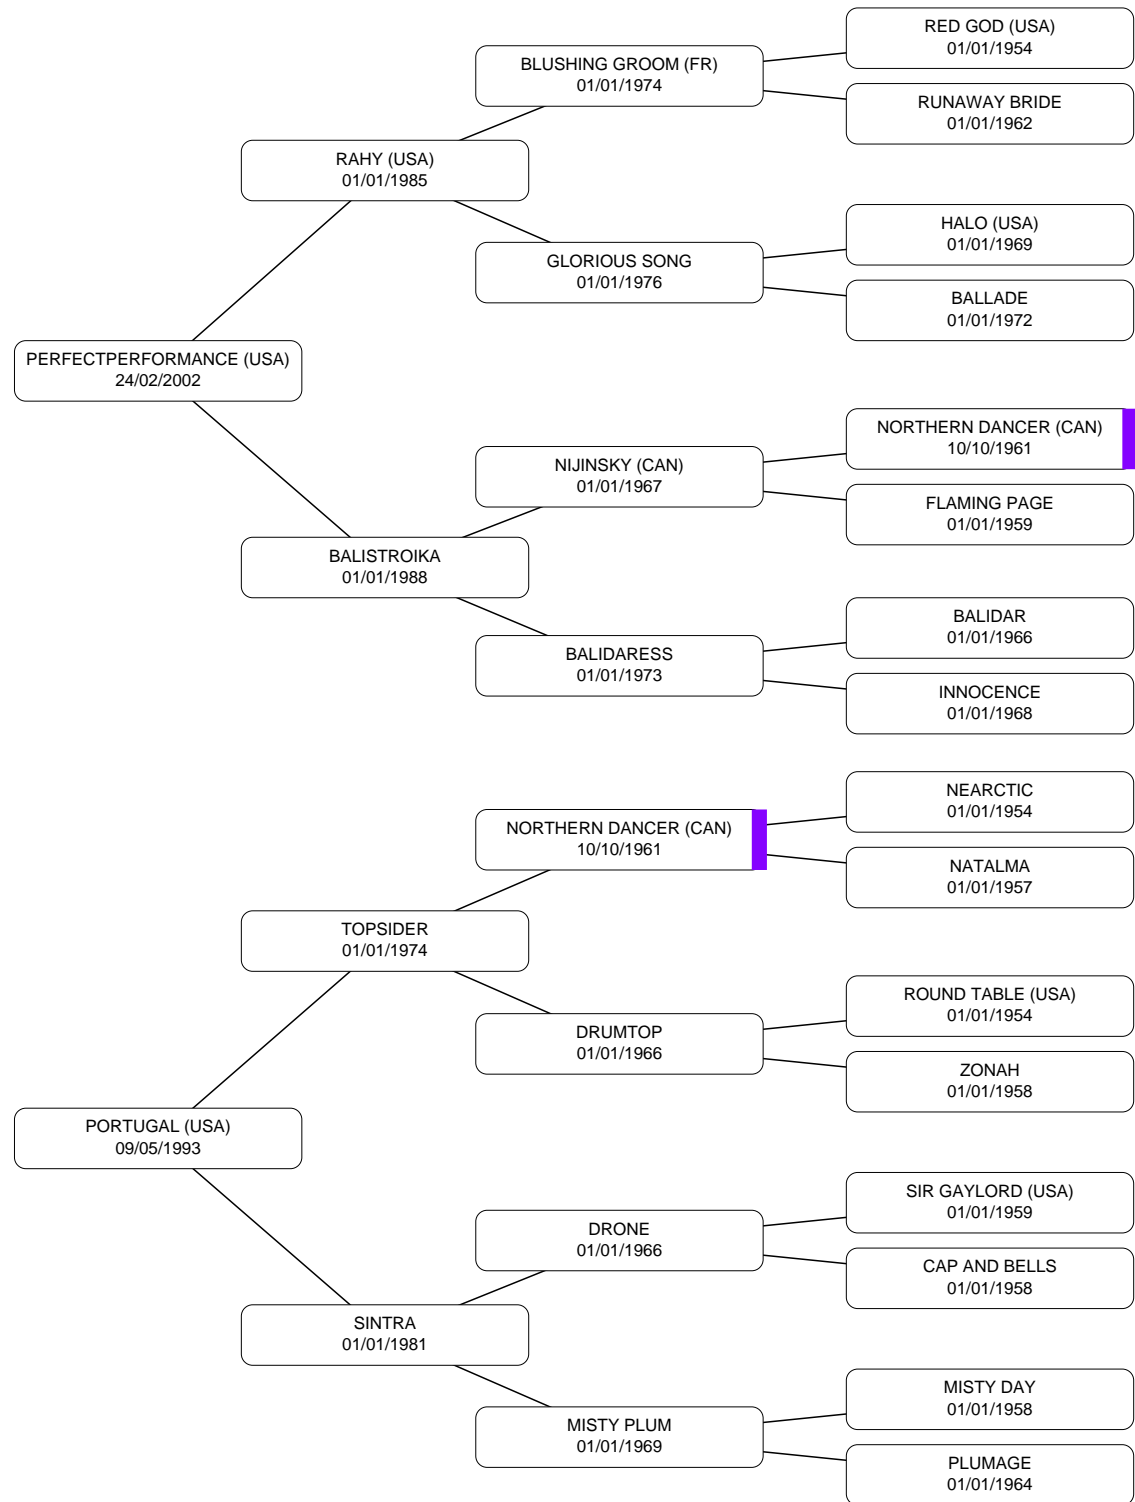 RED GOD (USA)
01/01/1954
BLUSHING GROOM (FR)
01/01/1974
RUNAWAY BRIDE
01/01/1962
RAHY (USA)
01/01/1985
HALO (USA)
01/01/1969
GLORIOUS SONG
01/01/1976
BALLADE
01/01/1972
PERFECTPERFORMANCE (USA)
24/02/2002
NORTHERN DANCER (CAN)
10/10/1961
NIJINSKY (CAN)
01/01/1967
FLAMING PAGE
01/01/1959
BALISTROIKA
01/01/1988
BALIDAR
01/01/1966
BALIDARESS
01/01/1973
INNOCENCE
01/01/1968
NEARCTIC
01/01/1954
NORTHERN DANCER (CAN)
10/10/1961
NATALMA
01/01/1957
TOPSIDER
01/01/1974
ROUND TABLE (USA)
01/01/1954
DRUMTOP
01/01/1966
ZONAH
01/01/1958
PORTUGAL (USA)
09/05/1993
SIR GAYLORD (USA)
01/01/1959
DRONE
01/01/1966
CAP AND BELLS
01/01/1958
SINTRA
01/01/1981
MISTY DAY
01/01/1958
MISTY PLUM
01/01/1969
PLUMAGE
01/01/1964